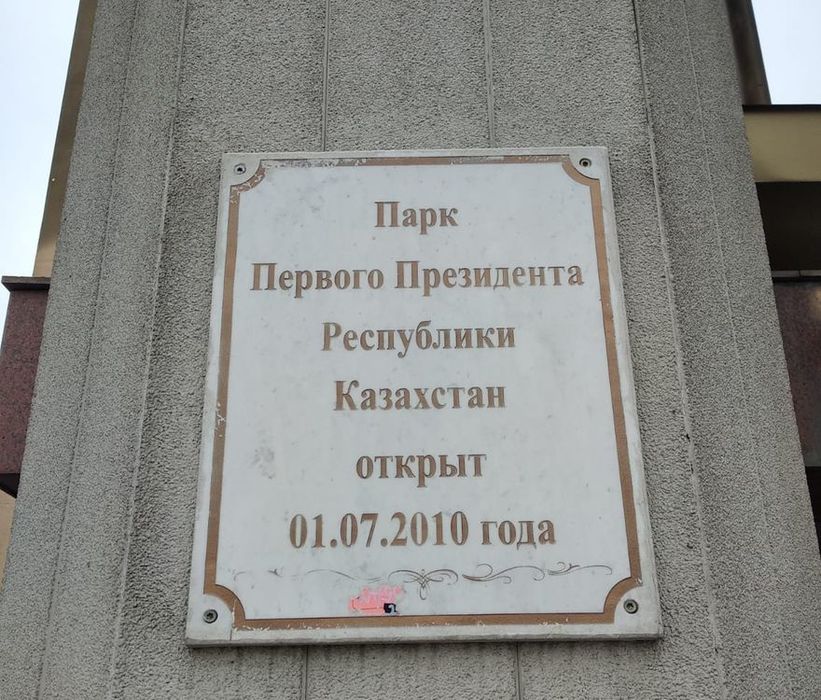 Парк
Первого Президента
Республики
Казахстан
открыт
01.07.2010 года